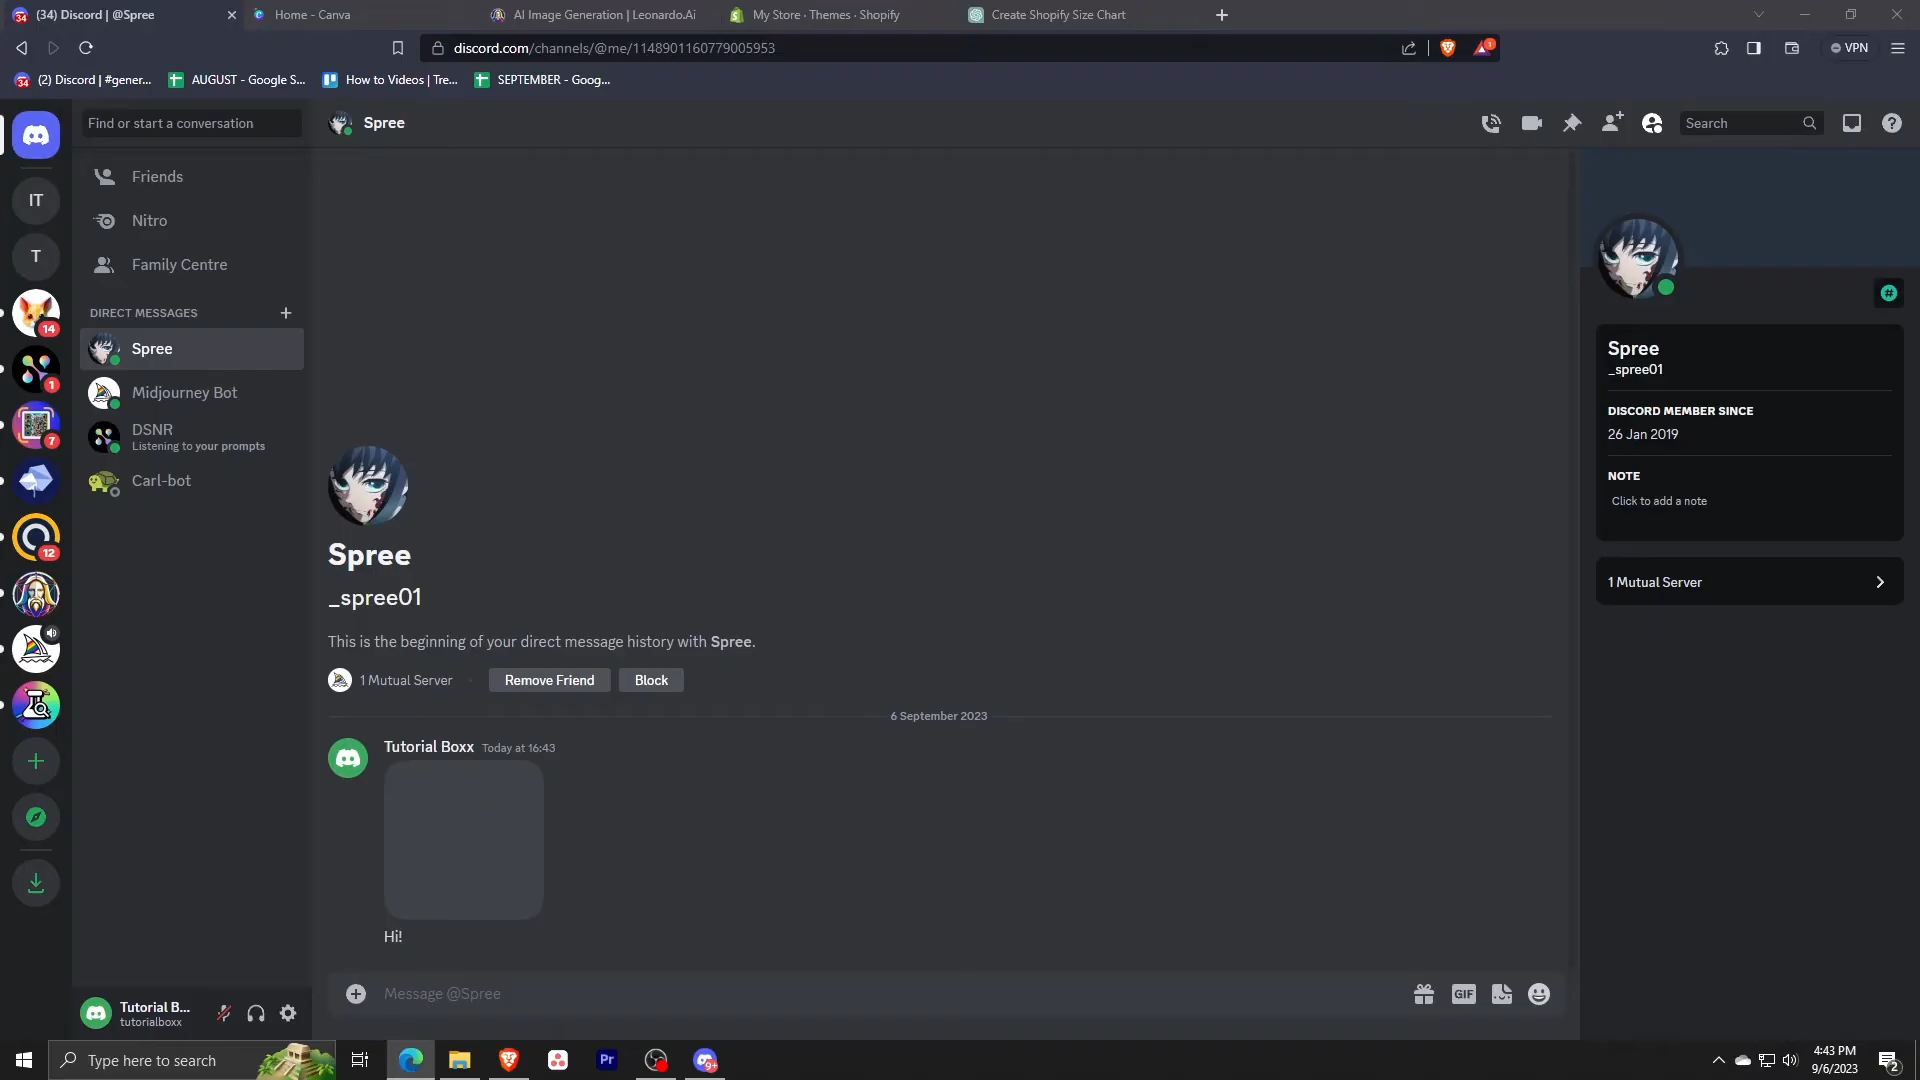 (34) Discord | @Spree
Home - Canva
AI Image Generation | Leonardo.Ai
My Store · Themes · Shopify
Create Shopify Size Chart
discord.com/channels/@me/1148901160779005953
1
VPN
34
(2) Discord | #gener...
AUGUST - Google S...
How to Videos | Tre...
SEPTEMBER - Goog...
Find or start a conversation
Spree
Search
IT
Friends
Nitro
T
Family Centre
DIRECT MESSAGES
14
Spree
1
Midjourney Bot
7
DSNR
Listening to your prompts
Carl-bot
12
Spree
_spree01
This is the beginning of your direct message history with Spree.
1 Mutual Server
Remove Friend
Block
6 September 2023
Tutorial Boxx Today at 16:43
Hi!
Message @Spree
GIF
Spree
_spree01
DISCORD MEMBER SINCE
26 Jan 2019
NOTE
Click to add a note
1 Mutual Server
Tutorial B...
tutorialboxx
Type here to search
Pr
9+
4:43 PM
9/6/2023
2